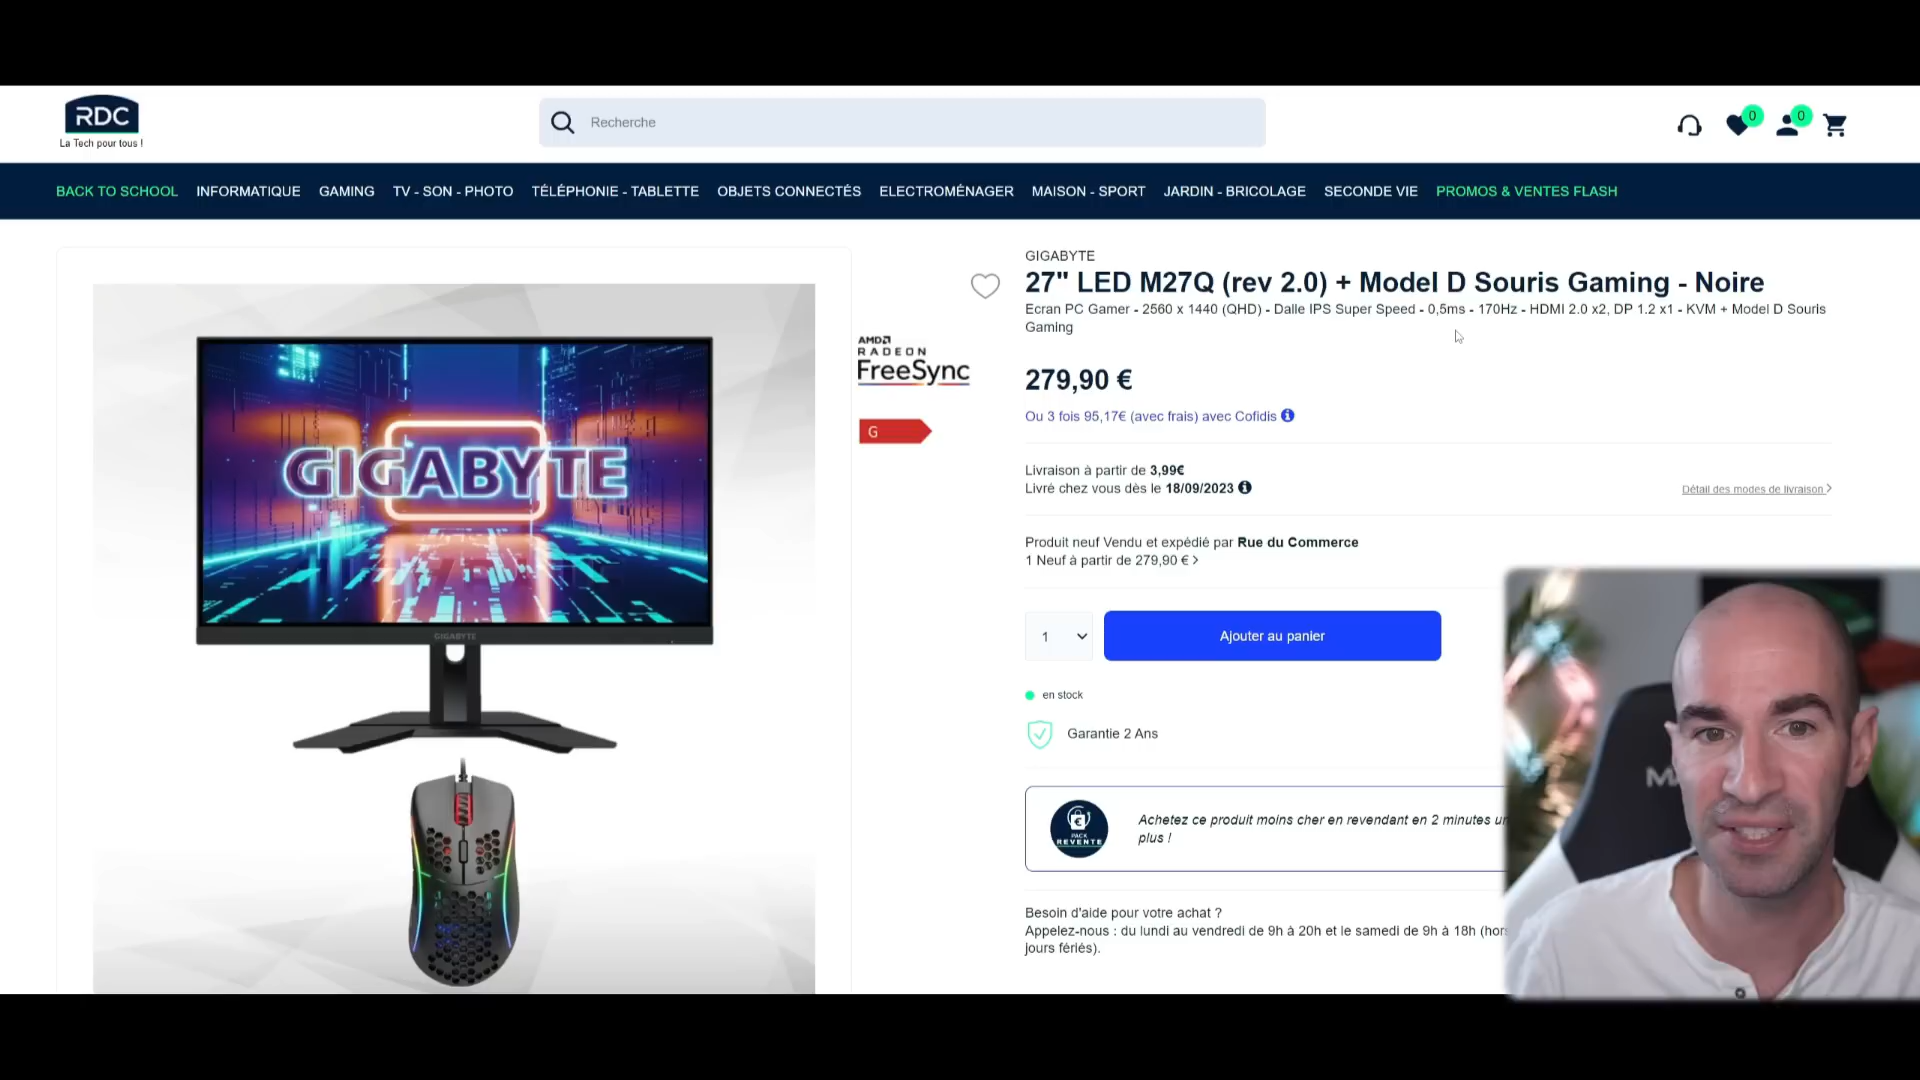 RDC
La Tech pour tous !
Recherche
0
0
BACK TO SCHOOL INFORMATIQUE GAMING TV - SON - PHOTO TÉLÉPHONIE - TABLETTE OBJETS CONNECTÉS ELECTROMÉNAGER MAISON - SPORT JARDIN - BRICOLAGE SECONDE VIE PROMOS & VENTES FLASH
GIGABYTE
GIGABYTE
AMD
RADEON
FreeSync
G
GIGABYTE
27" LED M27Q (rev 2.0) + Model D Souris Gaming - Noire
Ecran PC Gamer - 2560 x 1440 (QHD) - Dalle IPS Super Speed - 0,5ms - 170Hz - HDMI 2.0 x2, DP 1.2 x1 - KVM + Model D Souris
Gaming
279,90 €
Ou 3 fois 95,17€ (avec frais) avec Cofidis
Livraison à partir de 3,99€
Livré chez vous dès le 18/09/2023
Détail des modes de livraison
Produit neuf Vendu et expédié par Rue du Commerce
1 Neuf à partir de 279,90 €
1
Ajouter au panier
en stock
Garantie 2 Ans
PACK
REVENTE
Achetez ce produit moins cher en revendant en 2 minutes un
plus !
Besoin d'aide pour votre achat ?
Appelez-nous : du lundi au vendredi de 9h à 20h et le samedi de 9h à 18h (hors
jours fériés).